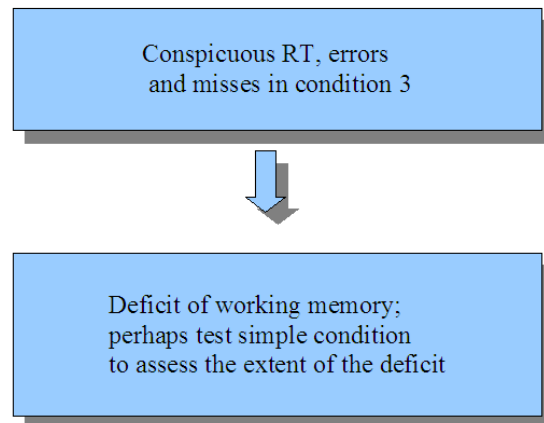 Conspicuous RT, errors
and misses in condition 3
Deficit of working memory;
perhaps test simple condition
to assess the extent of the deficit